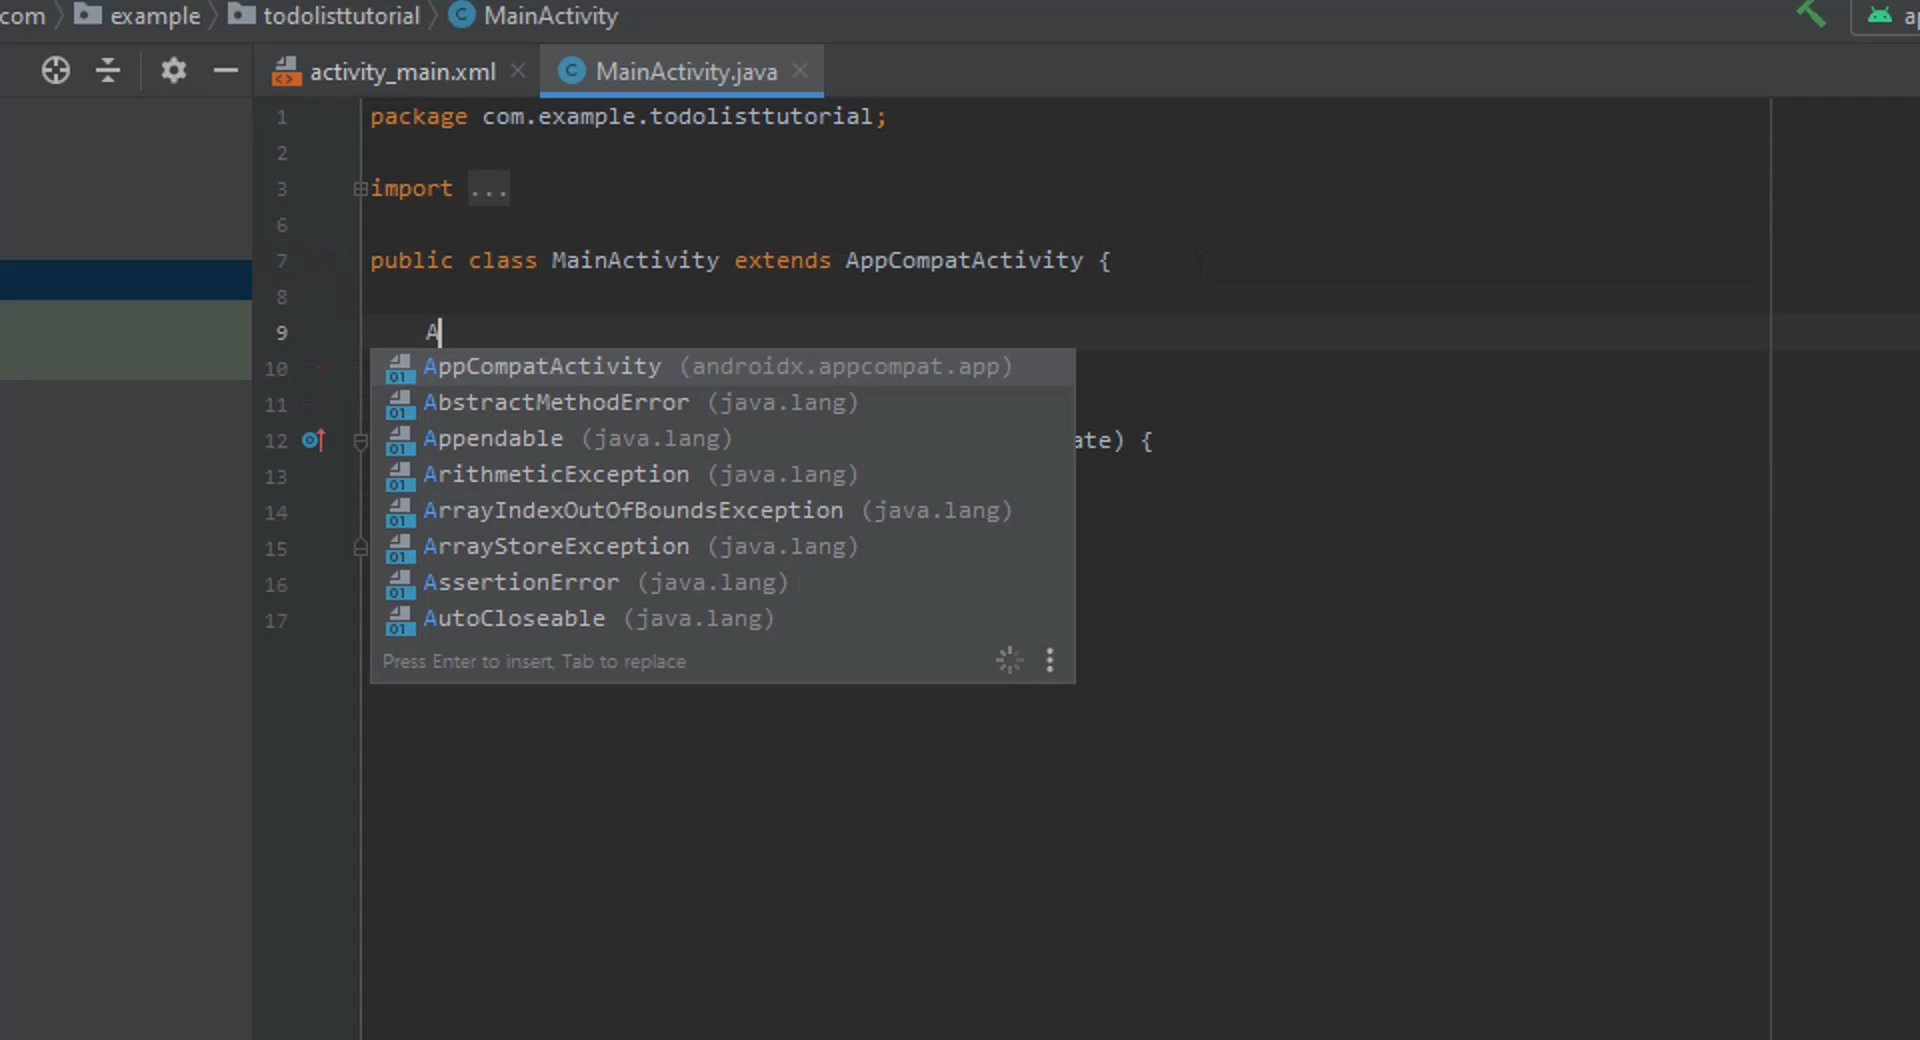 com example todolisttutorial MainActivity
activity_main.xml MainActivity.java
1 package com.example.todolisttutorial;
2
3 import ...
6
7 public class MainActivity extends AppCompatActivity {
8
9 A
10 AppCompatActivity (androidx.appcompat.app)
11 AbstractMethodError (java.lang)
12 Appendable (java.lang) ate) {
13 ArithmeticException (java.lang)
14 ArrayIndexOutOfBoundsException (java.lang)
15 ArrayStoreException (java.lang)
16 AssertionError (java.lang)
17 AutoCloseable (java.lang)
Press Enter to insert, Tab to replace